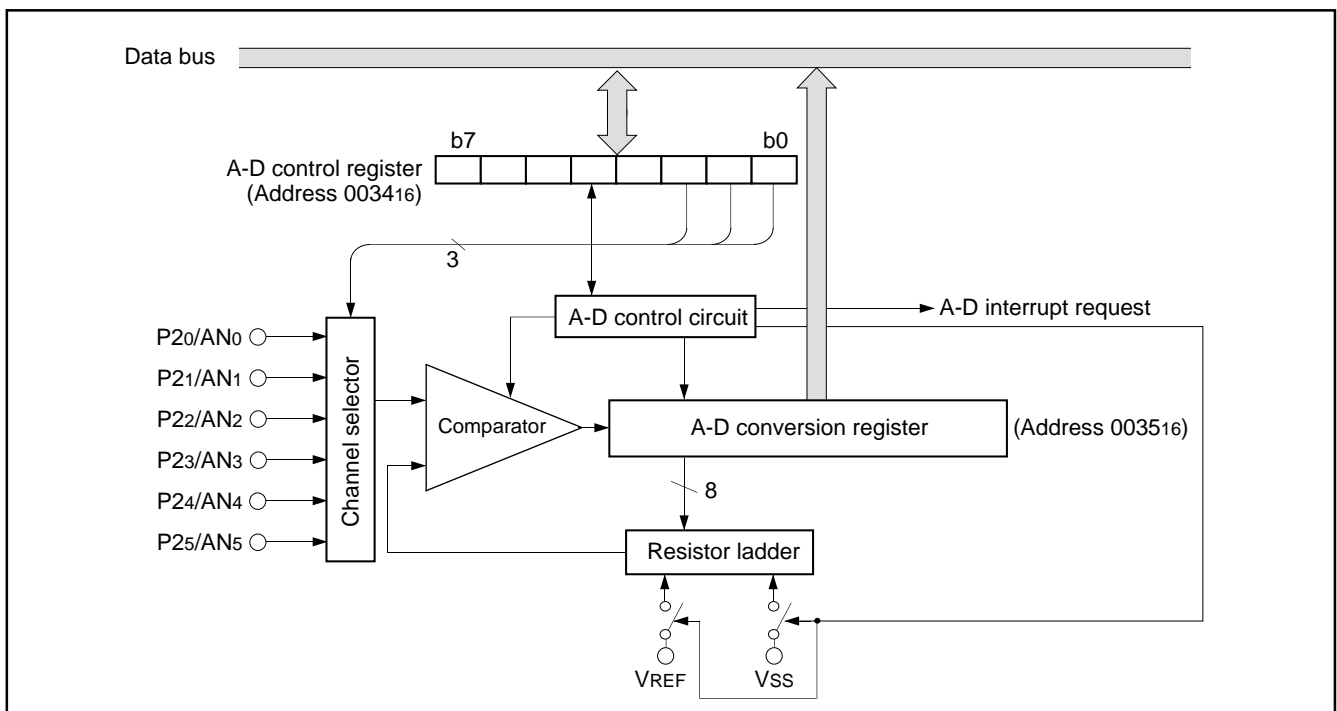 Data bus
b7 b0
A-D control register
(Address 003416)
3
A-D control circuit
A-D interrupt request
P20/AN0
P21/AN1
P22/AN2
P23/AN3
P24/AN4
P25/AN5
Channel selector
Comparator
A-D conversion register
(Address 003516)
8
Resistor ladder
VREF
VSS